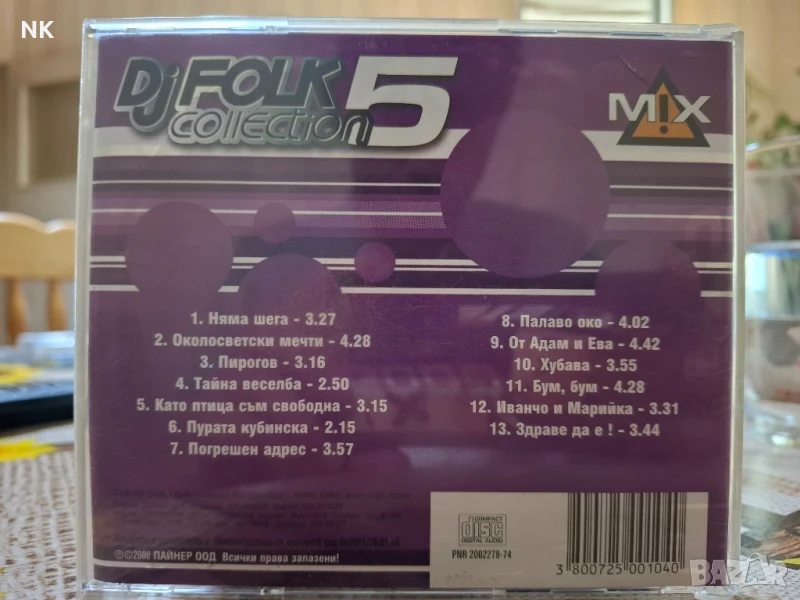 NK
Dj FOLK
collection 5
M!X
1. Няма шега - 3.27
2. Околосветски мечти - 4.28
3. Пирогов - 3.16
4. Тайна веселба - 2.50
5. Като птица съм свободна - 3.15
6. Пурата кубинска - 2.15
7. Погрешен адрес - 3.57
8. Палаво око - 4.02
9. От Адам и Ева - 4.42
10. Хубава - 3.55
11. Бум, бум - 4.28
12. Иванчо и Марийка - 3.31
13. Здраве да е ! - 3.44
COMPACT
disc
DIGITAL AUDIO
PNR 2002278-74
3 800725 001040
℗©2000 ПАЙНЕР ООД Всички права запазени!
BAZAR